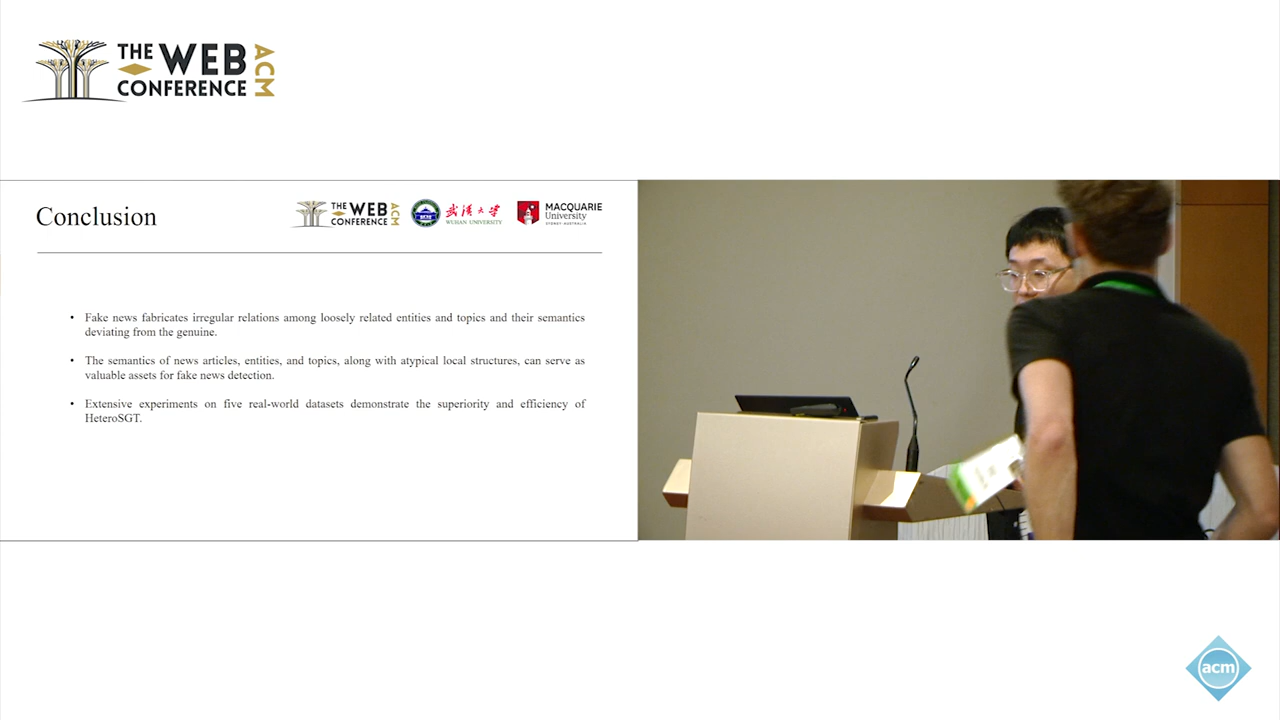 THE WEB CONFERENCE ACM
Conclusion
THE WEB CONFERENCE ACM
武汉大学
WUHAN UNIVERSITY
MACQUARIE
University
SYDNEY·AUSTRALIA
• Fake news fabricates irregular relations among loosely related entities and topics and their semantics
deviating from the genuine.
• The semantics of news articles, entities, and topics, along with atypical local structures, can serve as
valuable assets for fake news detection.
• Extensive experiments on five real-world datasets demonstrate the superiority and efficiency of
HeteroSGT.
acm